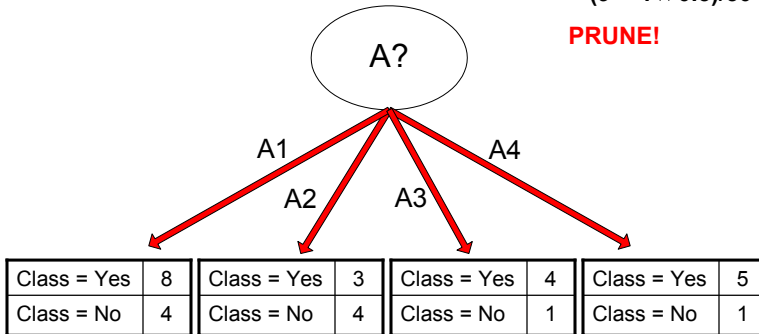 PRUNE!
A?
A1
A4
A2
A3
Class = Yes 8 Class = Yes 3 Class = Yes 4 Class = Yes 5
Class = No 4 Class = No 4 Class = No 1 Class = No 1